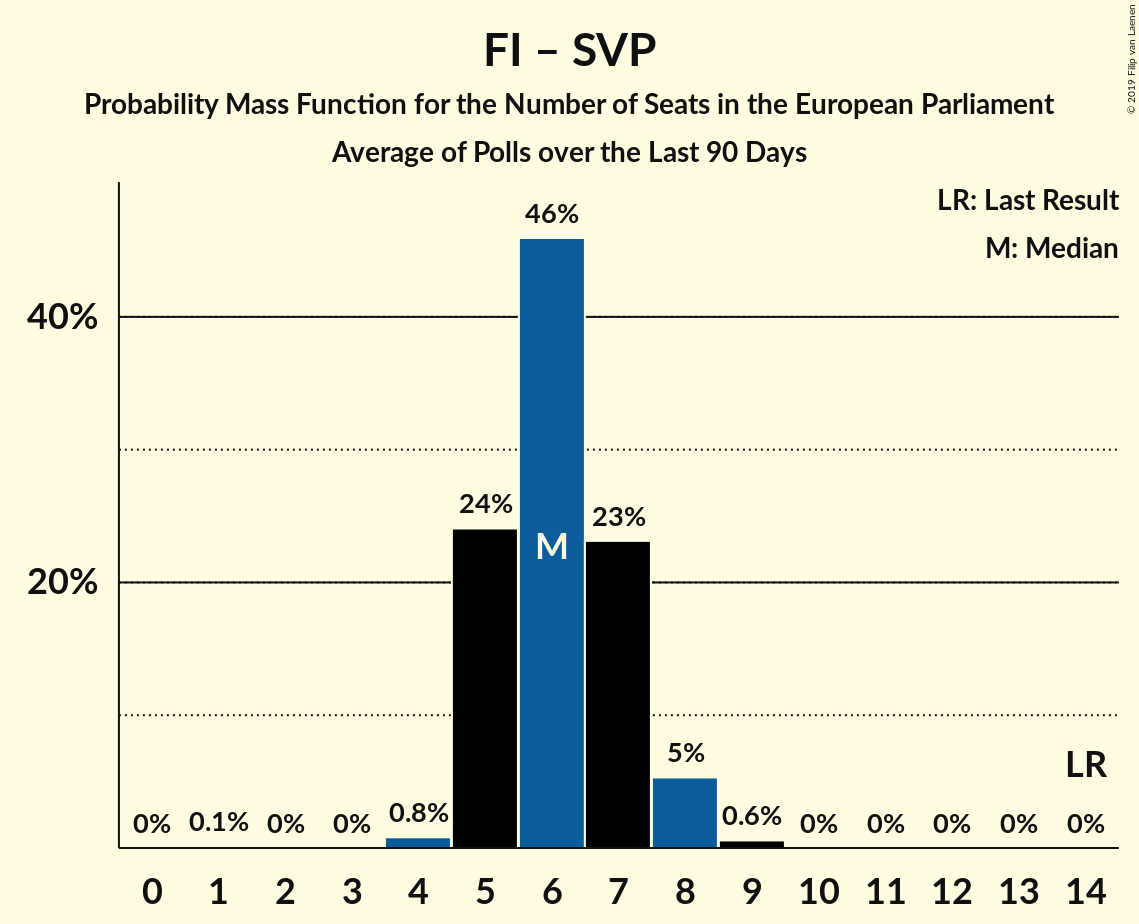 FI – SVP
Probability Mass Function for the Number of Seats in the European Parliament
Average of Polls over the Last 90 Days
© 2019 Filip van Laenen
LR: Last Result
M: Median
46%
40%
24%
23%
M
20%
5%
LR
0% 0.1% 0% 0% 0.8% 0.6% 0% 0% 0% 0% 0%
0 1 2 3 4 5 6 7 8 9 10 11 12 13 14